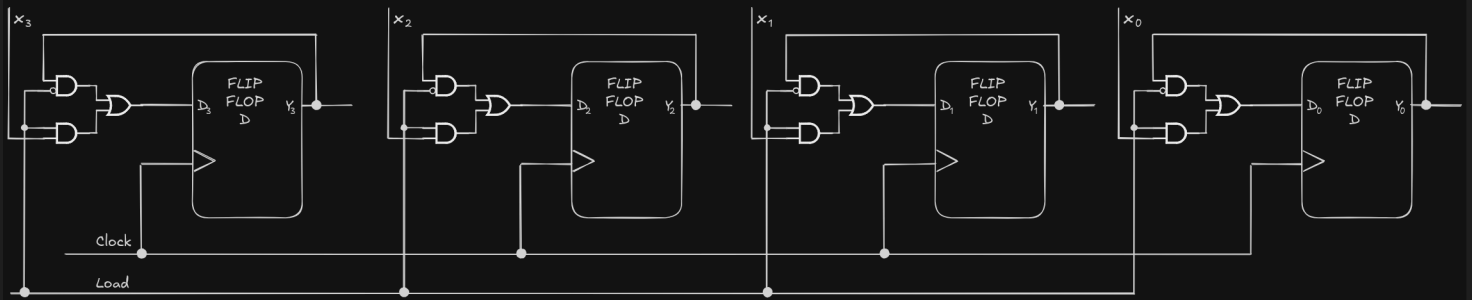 X₃
FLIP
FLOP
D
D₃
Y₃
X₂
FLIP
FLOP
D
D₂
Y₂
X₁
FLIP
FLOP
D
D₁
Y₁
X₀
FLIP
FLOP
D
D₀
Y₀
Clock
Load